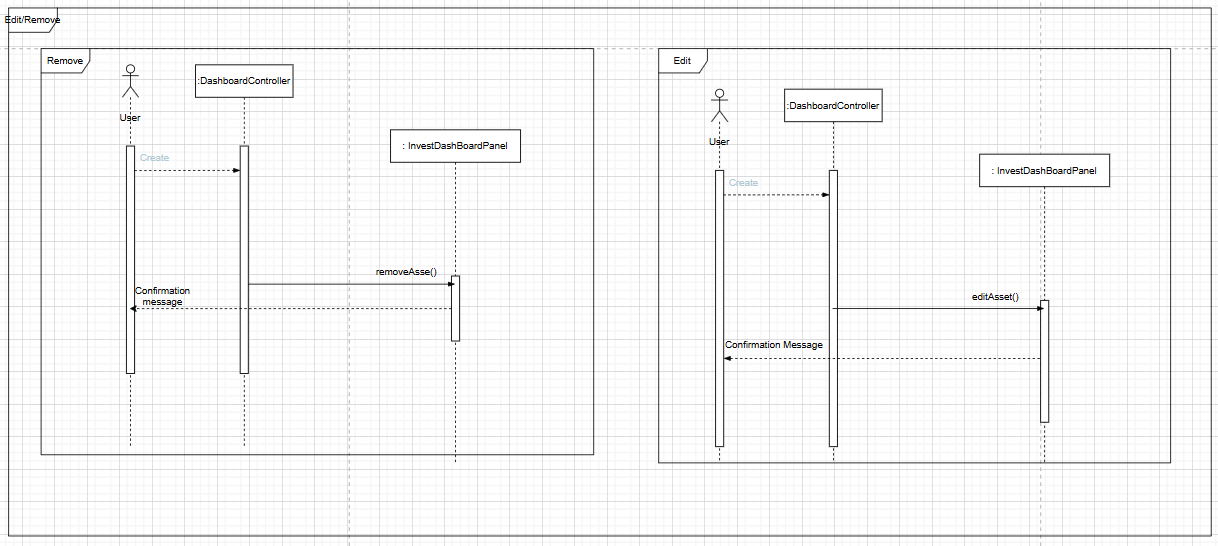 Edit/Remove
Remove
User
:DashboardController
: InvestDashBoardPanel
Create
removeAsse()
Confirmation
message
Edit
User
:DashboardController
: InvestDashBoardPanel
Create
editAsset()
Confirmation Message